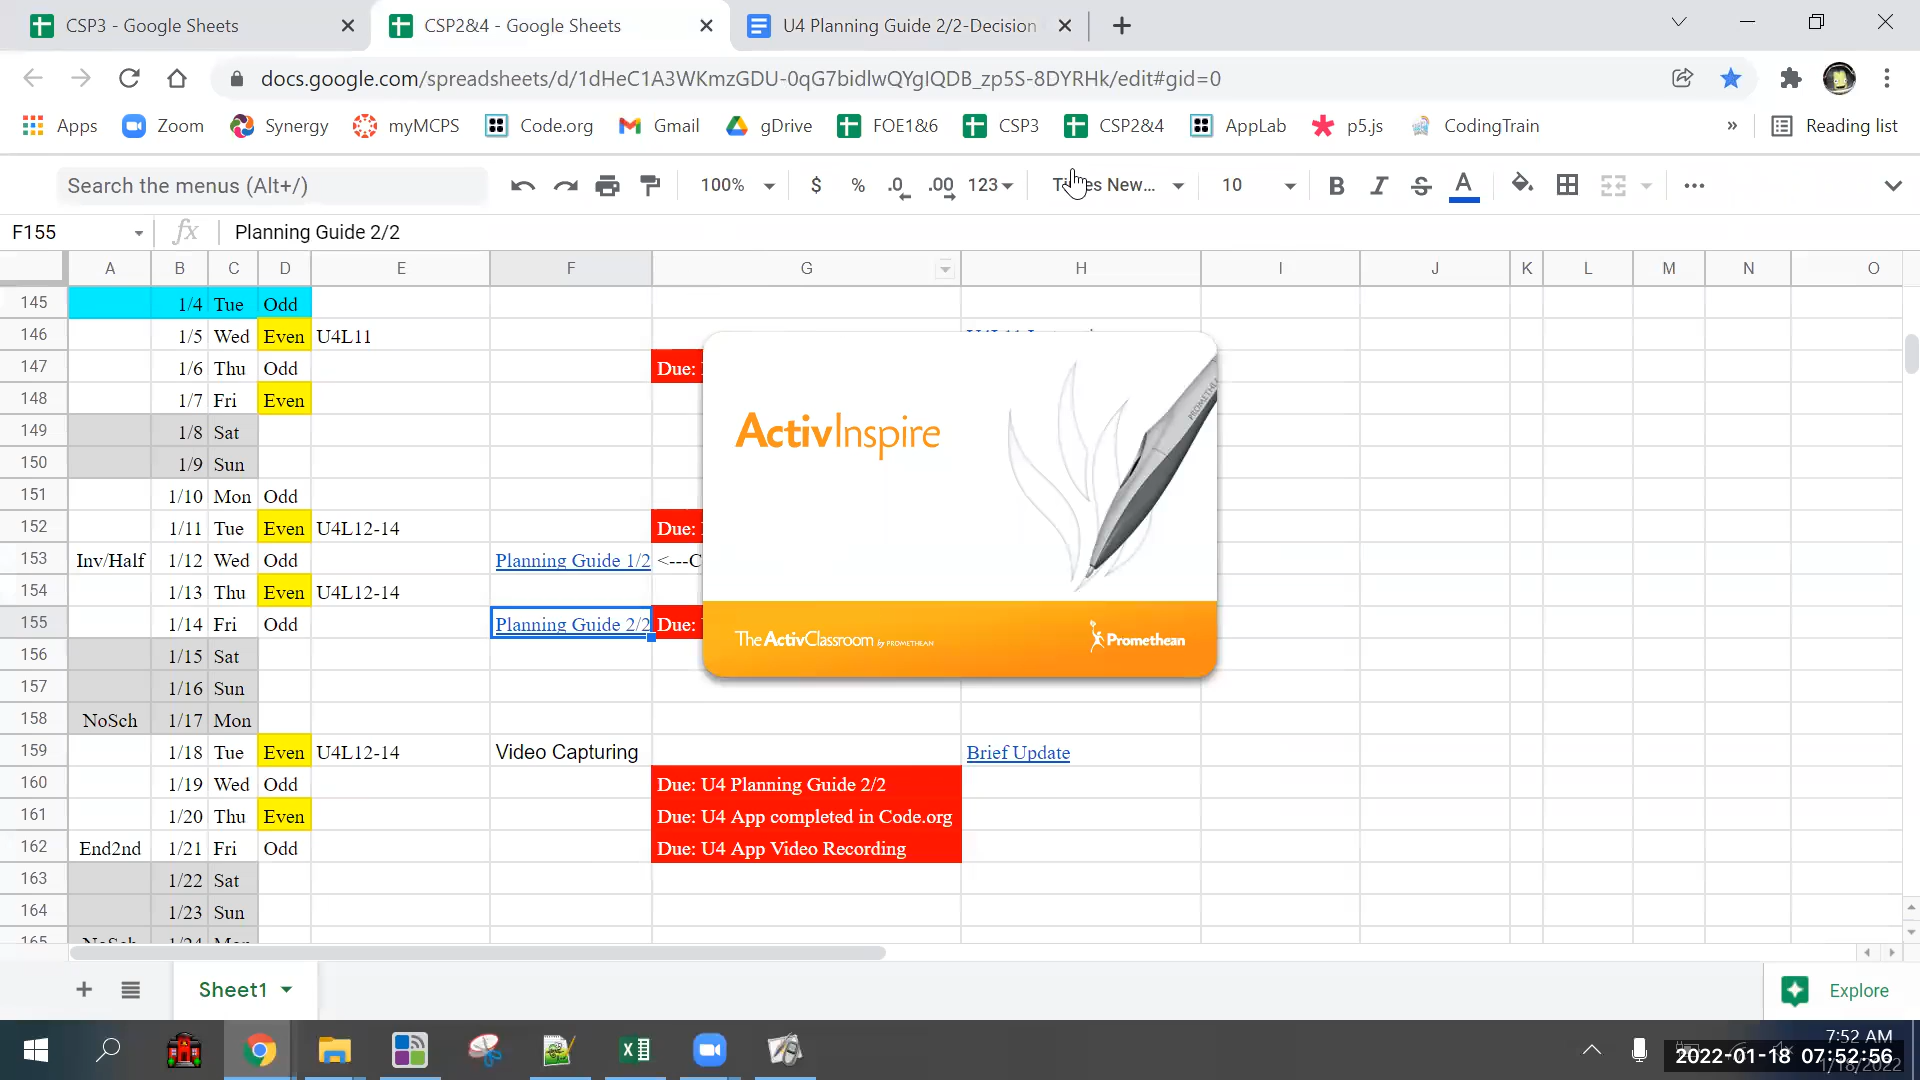 CSP3 - Google Sheets
CSP2&4 - Google Sheets
U4 Planning Guide 2/2-Decision
docs.google.com/spreadsheets/d/1dHeC1A3WKmzGDU-0qG7bidlwQYgIQDB_zp5S-8DYRHk/edit#gid=0
Apps Zoom Synergy myMCPS Code.org Gmail gDrive FOE1&6 CSP3 CSP2&4 AppLab p5.js CodingTrain » Reading list
Search the menus (Alt+/) 100% $ % .0 .00 123 New... 10 B I S A
F155 fx Planning Guide 2/2
A B C D E F G H I J K L M N O
145 1/4 Tue Odd
146 1/5 Wed Even U4L11
147 1/6 Thu Odd Due:
148 1/7 Fri Even
149 1/8 Sat
150 1/9 Sun
151 1/10 Mon Odd
152 1/11 Tue Even U4L12-14 Due:
153 Inv/Half 1/12 Wed Odd Planning Guide 1/2 <---C
154 1/13 Thu Even U4L12-14
155 1/14 Fri Odd Planning Guide 2/2 Due:
156 1/15 Sat
157 1/16 Sun
158 NoSch 1/17 Mon
159 1/18 Tue Even U4L12-14 Video Capturing Brief Update
160 1/19 Wed Odd Due: U4 Planning Guide 2/2
161 1/20 Thu Even Due: U4 App completed in Code.org
162 End2nd 1/21 Fri Odd Due: U4 App Video Recording
163 1/22 Sat
164 1/23 Sun
ActivInspire
PROMETHE
The ActivClassroom by PROMETHEAN
Promethean
Sheet1
Explore
7:52 AM
2022-01-18 07:52:56